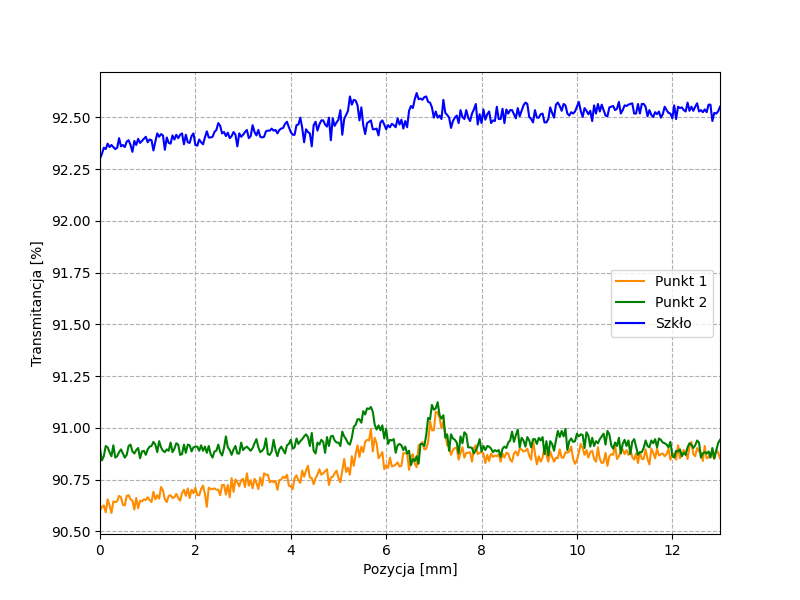 Transmitancja [%]
92.50
92.25
92.00
91.75
91.50
91.25
91.00
90.75
90.50
Punkt 1
Punkt 2
Szkło
0 2 4 6 8 10 12
Pozycja [mm]